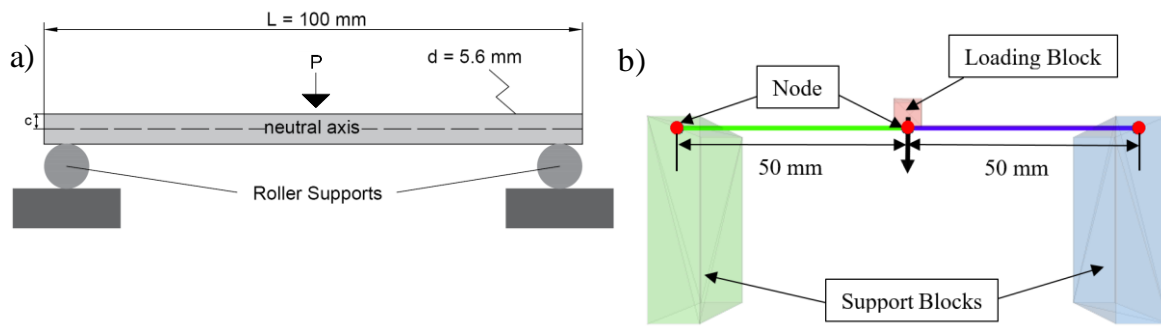 a)
L = 100 mm
P
d = 5.6 mm
c
neutral axis
Roller Supports
b)
Loading Block
Node
50 mm
50 mm
Support Blocks